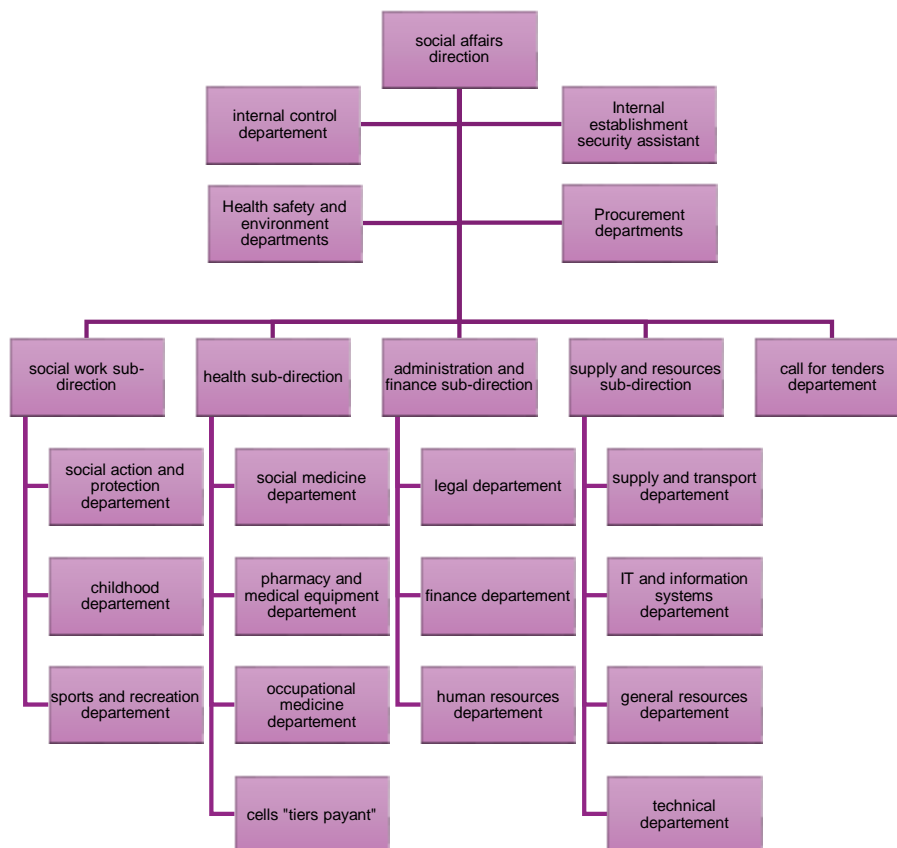 social affairs
direction
internal control
departement
Internal
establishment
security assistant
Health safety and
environment
departments
Procurement
departments
social work sub-
direction
health sub-direction
administration and
finance sub-direction
supply and resources
sub-direction
call for tenders
departement
social action and
protection
departement
childhood
departement
sports and recreation
departement
social medicine
departement
pharmacy and
medical equipment
departement
occupational
medicine
departement
cells "tiers payant"
legal departement
finance departement
human resources
departement
supply and transport
departement
IT and information
systems
departement
general resources
departement
technical
departement